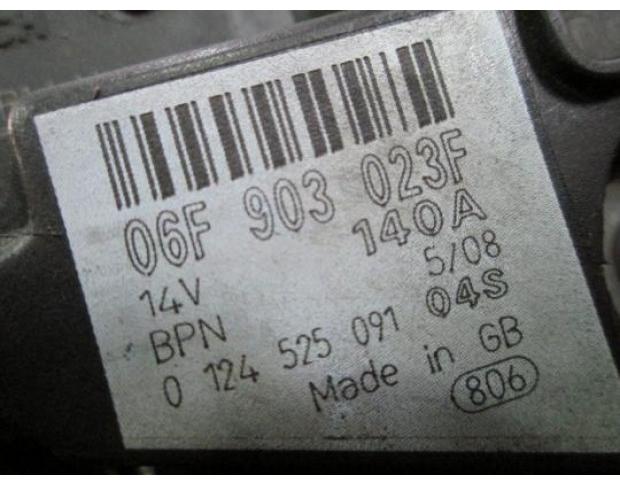 06F 903 023F
14V 140A
BPN 5/08
0 124 525 091 04S
Made in GB
806